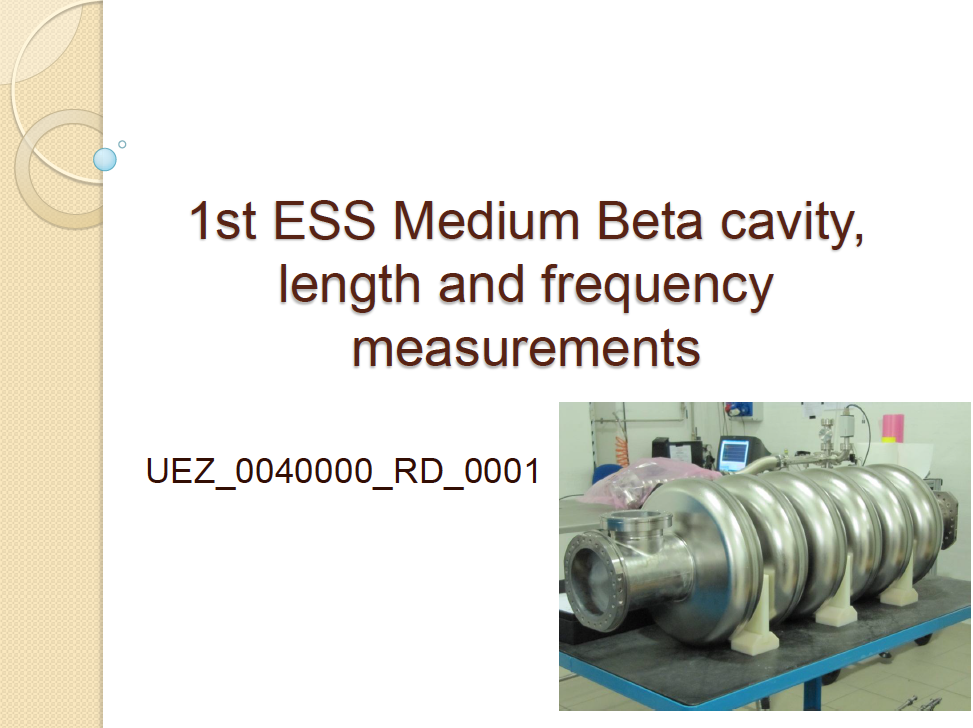 1st ESS Medium Beta cavity,
length and frequency
measurements
UEZ_0040000_RD_0001